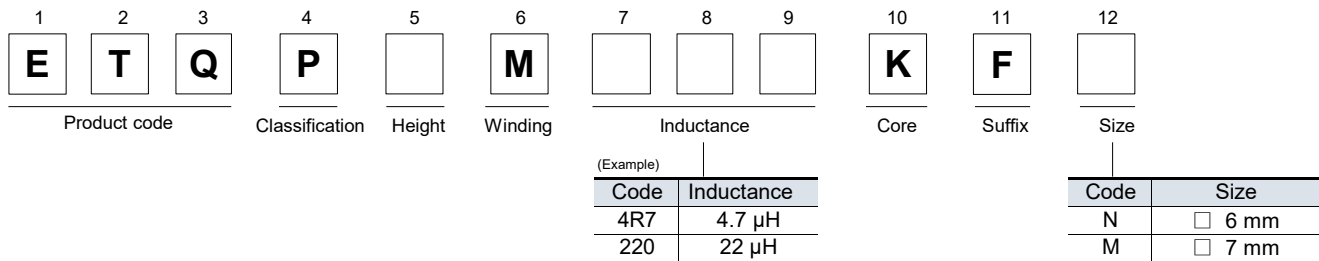 1 2 3 4 5 6 7 8 9 10 11 12
E T Q P M K F
Product code Classification Height Winding Inductance Core Suffix Size
(Example)
Code Inductance
4R7 4.7 µH
220 22 µH
Code Size
N □ 6 mm
M □ 7 mm